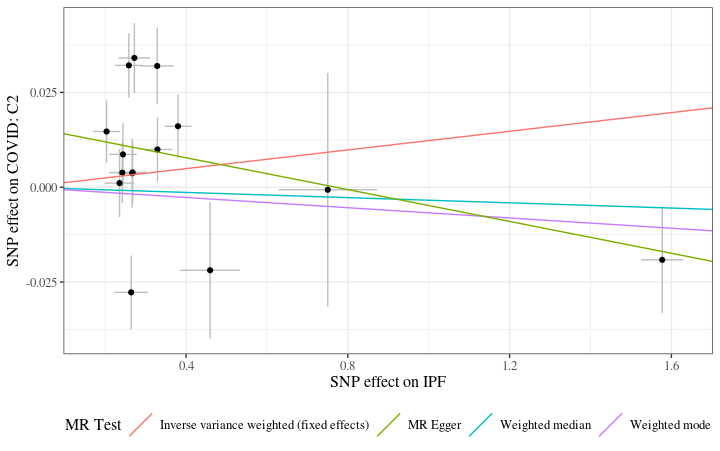 SNP effect on COVID: C2
0.025
0.000
-0.025
0.4 0.8 1.2 1.6
SNP effect on IPF
MR Test Inverse variance weighted (fixed effects) MR Egger Weighted median Weighted mode